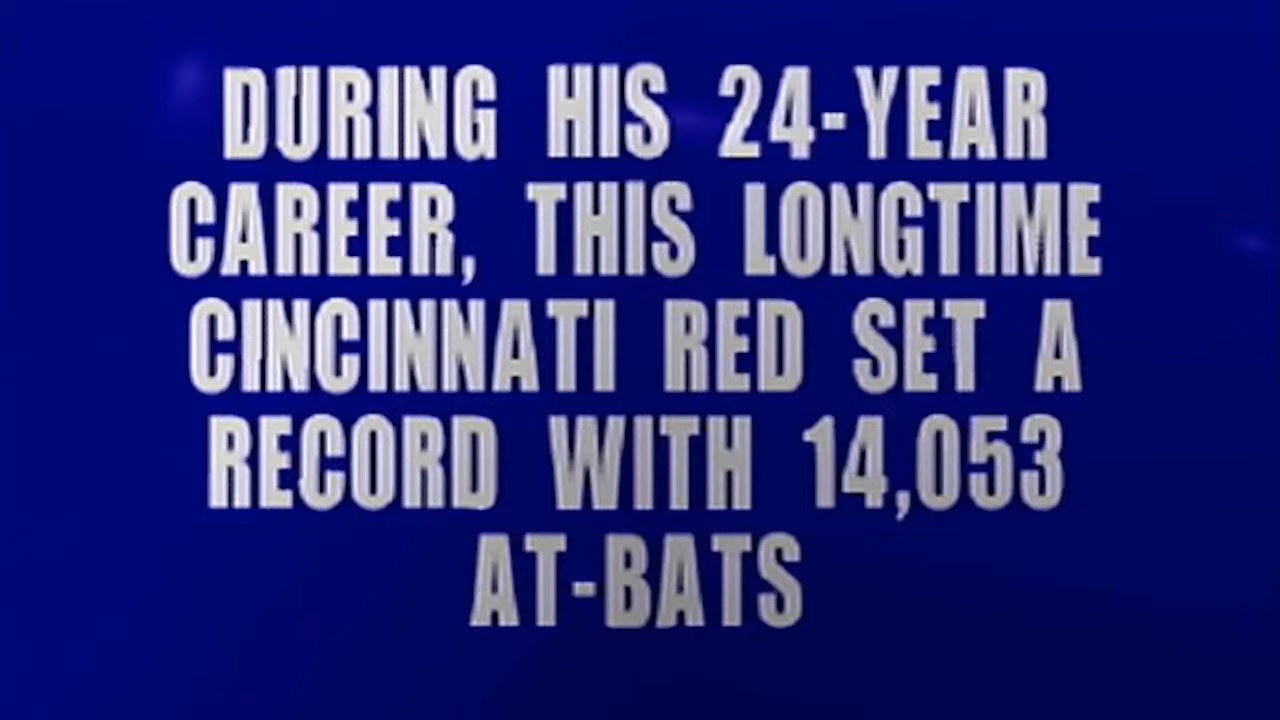 DURING HIS 24-YEAR
CAREER, THIS LONGTIME
CINCINNATI RED SET A
RECORD WITH 14,053
AT-BATS